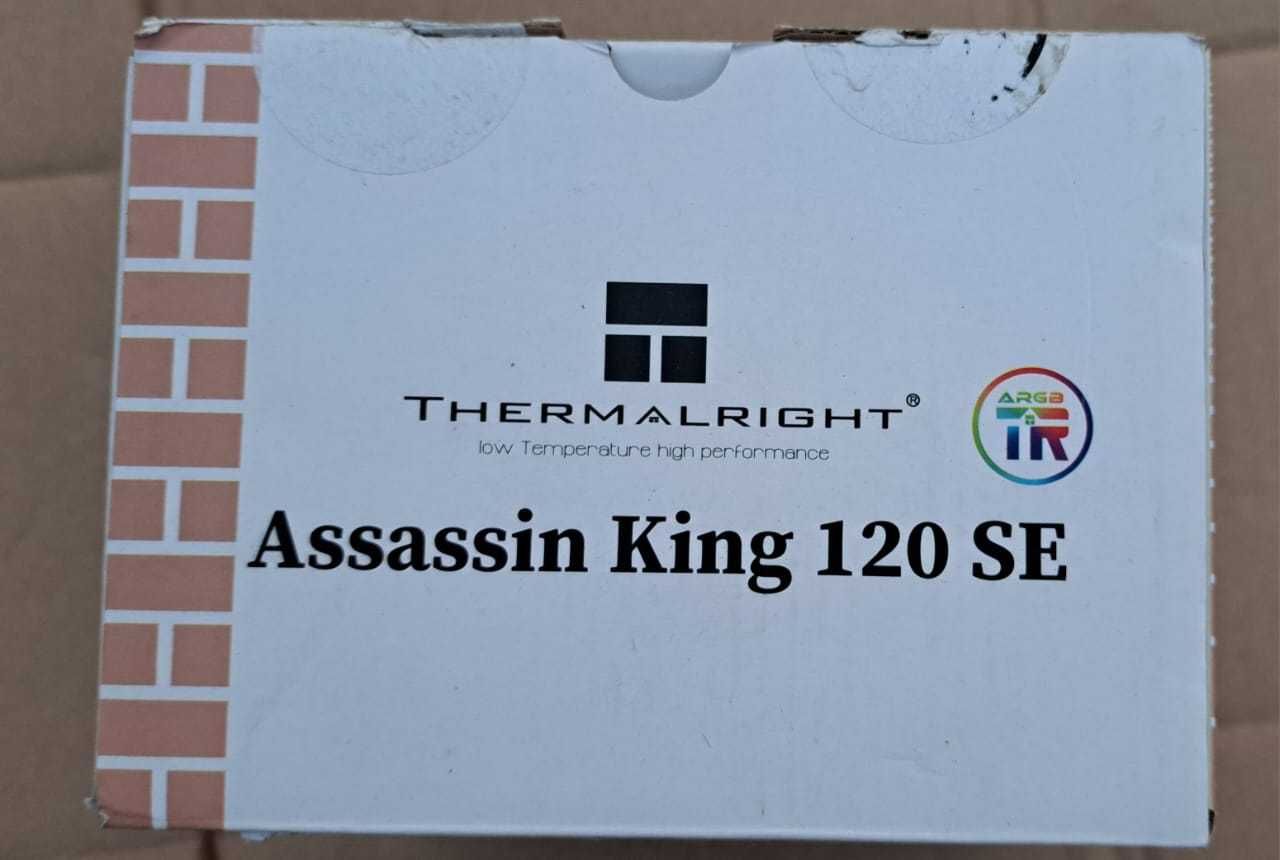 THERMALRIGHT®
low Temperature high performance
ARGB
TR
Assassin King 120 SE